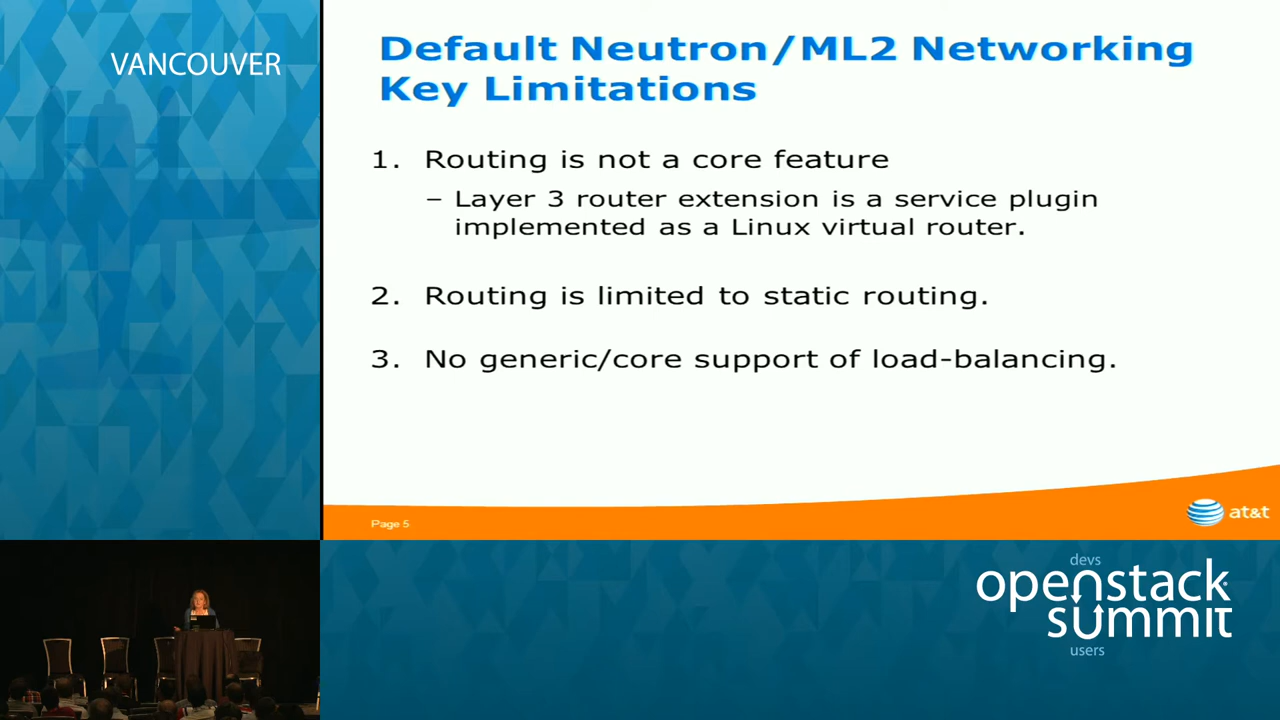 VANCOUVER
Default Neutron/ML2 Networking
Key Limitations
1. Routing is not a core feature
– Layer 3 router extension is a service plugin
implemented as a Linux virtual router.
2. Routing is limited to static routing.
3. No generic/core support of load-balancing.
Page 5
at&t
devs
openstack
summit
users